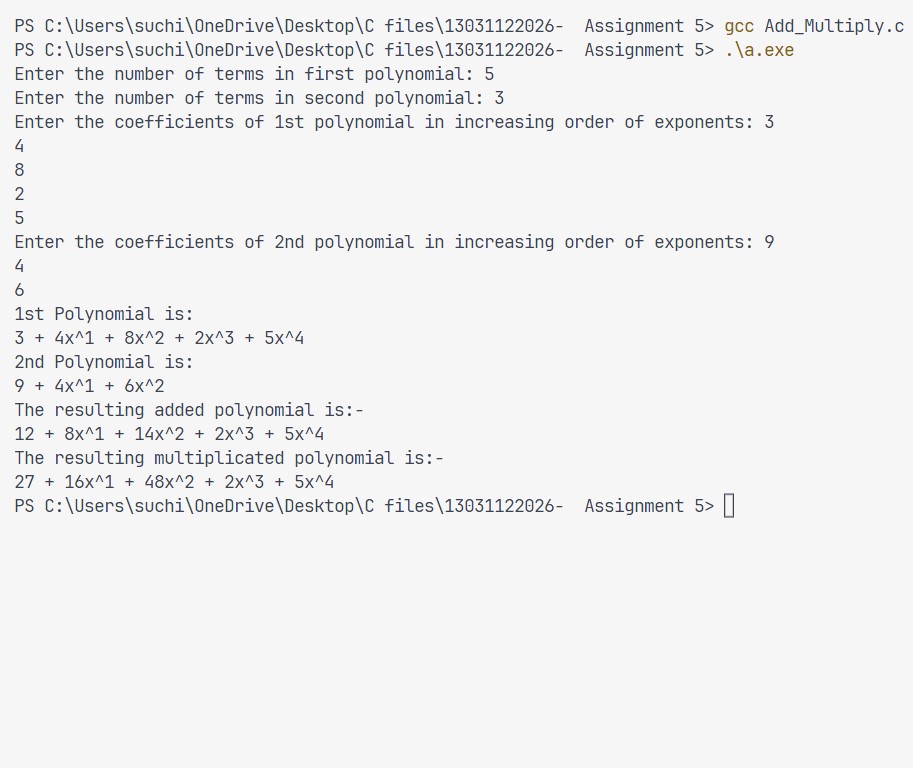 PS C:\Users\suchi\OneDrive\Desktop\C files\13031122026-  Assignment 5> gcc Add_Multiply.c
PS C:\Users\suchi\OneDrive\Desktop\C files\13031122026-  Assignment 5> .\a.exe
Enter the number of terms in first polynomial: 5
Enter the number of terms in second polynomial: 3
Enter the coefficients of 1st polynomial in increasing order of exponents: 3
4
8
2
5
Enter the coefficients of 2nd polynomial in increasing order of exponents: 9
4
6
1st Polynomial is:
3 + 4x^1 + 8x^2 + 2x^3 + 5x^4
2nd Polynomial is:
9 + 4x^1 + 6x^2
The resulting added polynomial is:-
12 + 8x^1 + 14x^2 + 2x^3 + 5x^4
The resulting multiplicated polynomial is:-
27 + 16x^1 + 48x^2 + 2x^3 + 5x^4
PS C:\Users\suchi\OneDrive\Desktop\C files\13031122026-  Assignment 5>